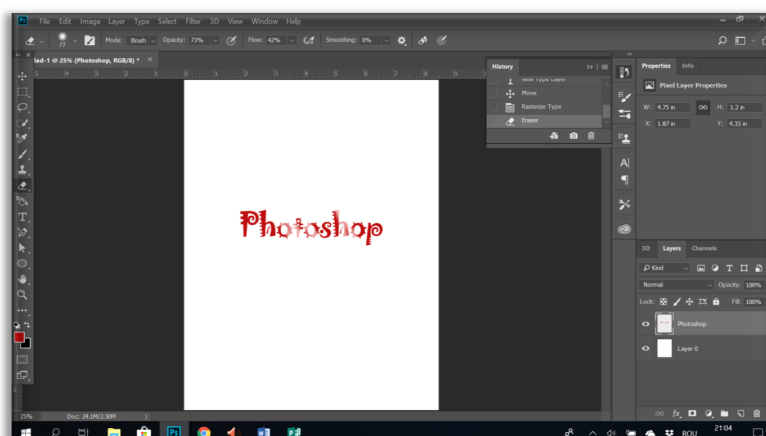 Ps File Edit Image Layer Type Select Filter 3D View Window Help
77 Mode: Brush Opacity: 73% Flow: 42% Smoothing: 0%
led-1 @ 25% (Photoshop, RGB/8) * ×
History
New Type Layer
Move
Rasterize Type
Eraser
Properties Info
Pixel Layer Properties
W: 4.75 in H: 1.2 in
X: 1.87 in Y: 4.33 in
Photoshop
3D Layers Channels
Kind
Normal Opacity: 100%
Lock: Fill: 100%
Photoshop
Layer 0
25% Doc: 24.1M/2.50M
ROU 21:04